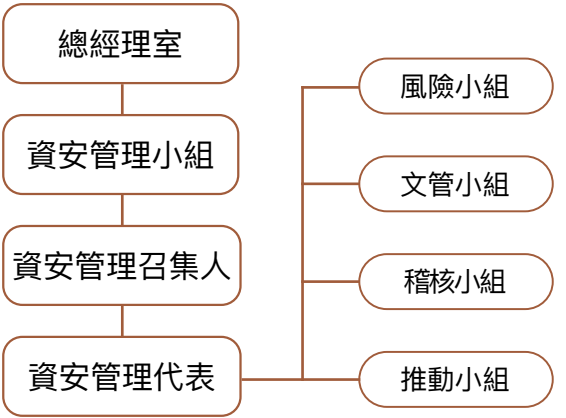 總經理室
資安管理小組
資安管理召集人
資安管理代表
風險小組
文管小組
稽核小組
推動小組